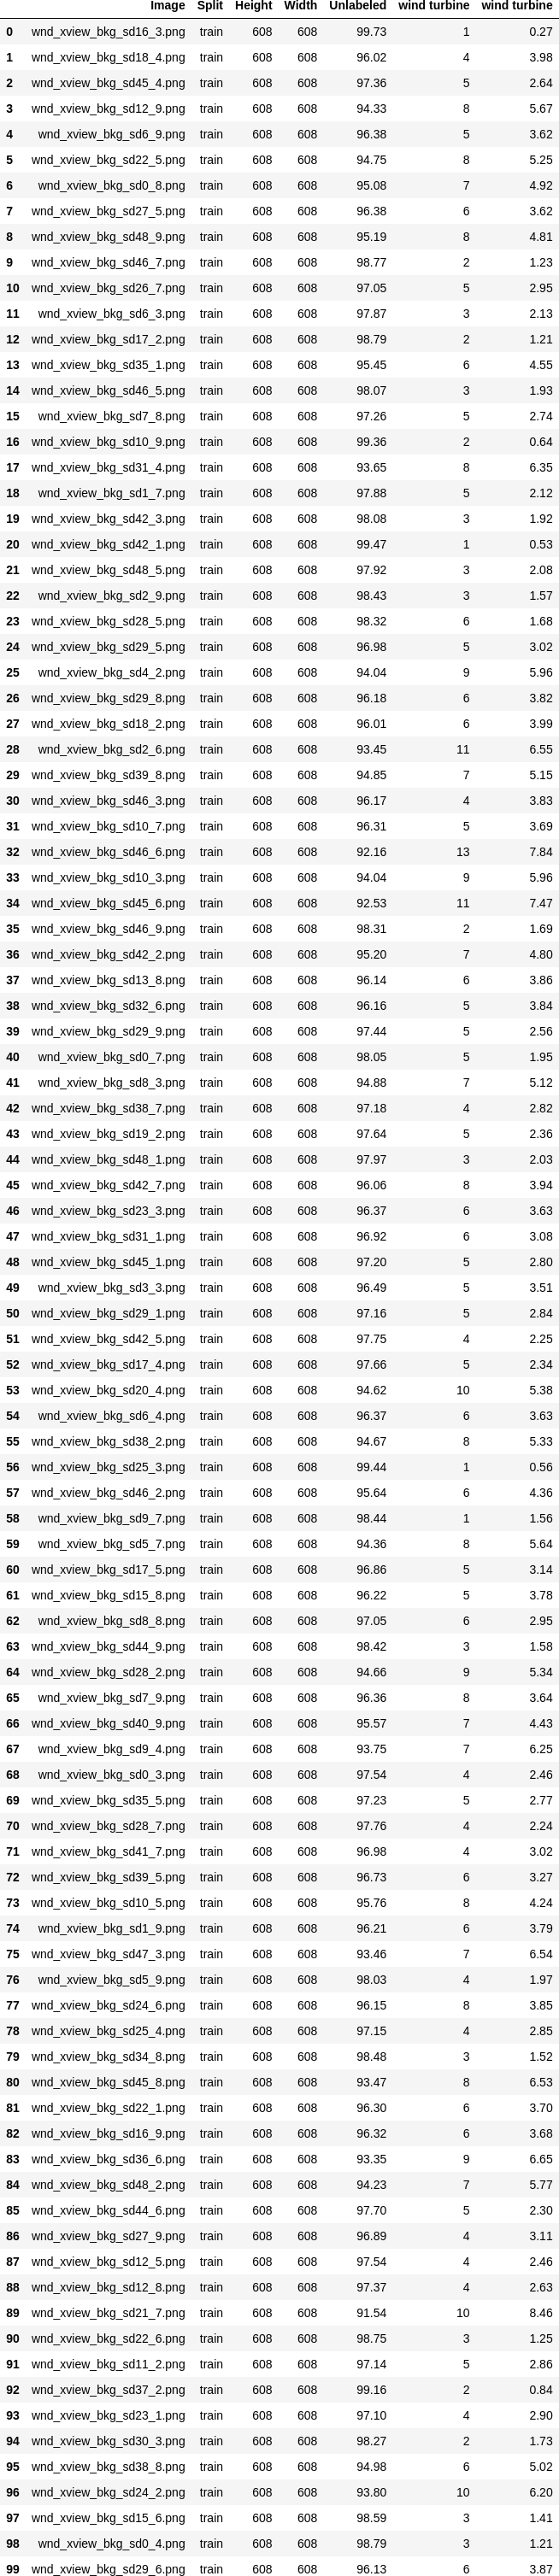 Image Split Height Width Unlabeled wind turbine wind turbine
0 wnd_xview_bkg_sd16_3.png train 608 608 99.73 1 0.27
1 wnd_xview_bkg_sd18_4.png train 608 608 96.02 4 3.98
2 wnd_xview_bkg_sd45_4.png train 608 608 97.36 5 2.64
3 wnd_xview_bkg_sd12_9.png train 608 608 94.33 8 5.67
4 wnd_xview_bkg_sd6_9.png train 608 608 96.38 5 3.62
5 wnd_xview_bkg_sd22_5.png train 608 608 94.75 8 5.25
6 wnd_xview_bkg_sd0_8.png train 608 608 95.08 7 4.92
7 wnd_xview_bkg_sd27_5.png train 608 608 96.38 6 3.62
8 wnd_xview_bkg_sd48_9.png train 608 608 95.19 8 4.81
9 wnd_xview_bkg_sd46_7.png train 608 608 98.77 2 1.23
10 wnd_xview_bkg_sd26_7.png train 608 608 97.05 5 2.95
11 wnd_xview_bkg_sd6_3.png train 608 608 97.87 3 2.13
12 wnd_xview_bkg_sd17_2.png train 608 608 98.79 2 1.21
13 wnd_xview_bkg_sd35_1.png train 608 608 95.45 6 4.55
14 wnd_xview_bkg_sd46_5.png train 608 608 98.07 3 1.93
15 wnd_xview_bkg_sd7_8.png train 608 608 97.26 5 2.74
16 wnd_xview_bkg_sd10_9.png train 608 608 99.36 2 0.64
17 wnd_xview_bkg_sd31_4.png train 608 608 93.65 8 6.35
18 wnd_xview_bkg_sd1_7.png train 608 608 97.88 5 2.12
19 wnd_xview_bkg_sd42_3.png train 608 608 98.08 3 1.92
20 wnd_xview_bkg_sd42_1.png train 608 608 99.47 1 0.53
21 wnd_xview_bkg_sd48_5.png train 608 608 97.92 3 2.08
22 wnd_xview_bkg_sd2_9.png train 608 608 98.43 3 1.57
23 wnd_xview_bkg_sd28_5.png train 608 608 98.32 6 1.68
24 wnd_xview_bkg_sd29_5.png train 608 608 96.98 5 3.02
25 wnd_xview_bkg_sd4_2.png train 608 608 94.04 9 5.96
26 wnd_xview_bkg_sd29_8.png train 608 608 96.18 6 3.82
27 wnd_xview_bkg_sd18_2.png train 608 608 96.01 6 3.99
28 wnd_xview_bkg_sd2_6.png train 608 608 93.45 11 6.55
29 wnd_xview_bkg_sd39_8.png train 608 608 94.85 7 5.15
30 wnd_xview_bkg_sd46_3.png train 608 608 96.17 4 3.83
31 wnd_xview_bkg_sd10_7.png train 608 608 96.31 5 3.69
32 wnd_xview_bkg_sd46_6.png train 608 608 92.16 13 7.84
33 wnd_xview_bkg_sd10_3.png train 608 608 94.04 9 5.96
34 wnd_xview_bkg_sd45_6.png train 608 608 92.53 11 7.47
35 wnd_xview_bkg_sd46_9.png train 608 608 98.31 2 1.69
36 wnd_xview_bkg_sd42_2.png train 608 608 95.20 7 4.80
37 wnd_xview_bkg_sd13_8.png train 608 608 96.14 6 3.86
38 wnd_xview_bkg_sd32_6.png train 608 608 96.16 5 3.84
39 wnd_xview_bkg_sd29_9.png train 608 608 97.44 5 2.56
40 wnd_xview_bkg_sd0_7.png train 608 608 98.05 5 1.95
41 wnd_xview_bkg_sd8_3.png train 608 608 94.88 7 5.12
42 wnd_xview_bkg_sd38_7.png train 608 608 97.18 4 2.82
43 wnd_xview_bkg_sd19_2.png train 608 608 97.64 5 2.36
44 wnd_xview_bkg_sd48_1.png train 608 608 97.97 3 2.03
45 wnd_xview_bkg_sd42_7.png train 608 608 96.06 8 3.94
46 wnd_xview_bkg_sd23_3.png train 608 608 96.37 6 3.63
47 wnd_xview_bkg_sd31_1.png train 608 608 96.92 6 3.08
48 wnd_xview_bkg_sd45_1.png train 608 608 97.20 5 2.80
49 wnd_xview_bkg_sd3_3.png train 608 608 96.49 5 3.51
50 wnd_xview_bkg_sd29_1.png train 608 608 97.16 5 2.84
51 wnd_xview_bkg_sd42_5.png train 608 608 97.75 4 2.25
52 wnd_xview_bkg_sd17_4.png train 608 608 97.66 5 2.34
53 wnd_xview_bkg_sd20_4.png train 608 608 94.62 10 5.38
54 wnd_xview_bkg_sd6_4.png train 608 608 96.37 6 3.63
55 wnd_xview_bkg_sd38_2.png train 608 608 94.67 8 5.33
56 wnd_xview_bkg_sd25_3.png train 608 608 99.44 1 0.56
57 wnd_xview_bkg_sd46_2.png train 608 608 95.64 6 4.36
58 wnd_xview_bkg_sd9_7.png train 608 608 98.44 1 1.56
59 wnd_xview_bkg_sd5_7.png train 608 608 94.36 8 5.64
60 wnd_xview_bkg_sd17_5.png train 608 608 96.86 5 3.14
61 wnd_xview_bkg_sd15_8.png train 608 608 96.22 5 3.78
62 wnd_xview_bkg_sd8_8.png train 608 608 97.05 6 2.95
63 wnd_xview_bkg_sd44_9.png train 608 608 98.42 3 1.58
64 wnd_xview_bkg_sd28_2.png train 608 608 94.66 9 5.34
65 wnd_xview_bkg_sd7_9.png train 608 608 96.36 8 3.64
66 wnd_xview_bkg_sd40_9.png train 608 608 95.57 7 4.43
67 wnd_xview_bkg_sd9_4.png train 608 608 93.75 7 6.25
68 wnd_xview_bkg_sd0_3.png train 608 608 97.54 4 2.46
69 wnd_xview_bkg_sd35_5.png train 608 608 97.23 5 2.77
70 wnd_xview_bkg_sd28_7.png train 608 608 97.76 4 2.24
71 wnd_xview_bkg_sd41_7.png train 608 608 96.98 4 3.02
72 wnd_xview_bkg_sd39_5.png train 608 608 96.73 6 3.27
73 wnd_xview_bkg_sd10_5.png train 608 608 95.76 8 4.24
74 wnd_xview_bkg_sd1_9.png train 608 608 96.21 6 3.79
75 wnd_xview_bkg_sd47_3.png train 608 608 93.46 7 6.54
76 wnd_xview_bkg_sd5_9.png train 608 608 98.03 4 1.97
77 wnd_xview_bkg_sd24_6.png train 608 608 96.15 8 3.85
78 wnd_xview_bkg_sd25_4.png train 608 608 97.15 4 2.85
79 wnd_xview_bkg_sd34_8.png train 608 608 98.48 3 1.52
80 wnd_xview_bkg_sd45_8.png train 608 608 93.47 8 6.53
81 wnd_xview_bkg_sd22_1.png train 608 608 96.30 6 3.70
82 wnd_xview_bkg_sd16_9.png train 608 608 96.32 6 3.68
83 wnd_xview_bkg_sd36_6.png train 608 608 93.35 9 6.65
84 wnd_xview_bkg_sd48_2.png train 608 608 94.23 7 5.77
85 wnd_xview_bkg_sd44_6.png train 608 608 97.70 5 2.30
86 wnd_xview_bkg_sd27_9.png train 608 608 96.89 4 3.11
87 wnd_xview_bkg_sd12_5.png train 608 608 97.54 4 2.46
88 wnd_xview_bkg_sd12_8.png train 608 608 97.37 4 2.63
89 wnd_xview_bkg_sd21_7.png train 608 608 91.54 10 8.46
90 wnd_xview_bkg_sd22_6.png train 608 608 98.75 3 1.25
91 wnd_xview_bkg_sd11_2.png train 608 608 97.14 5 2.86
92 wnd_xview_bkg_sd37_2.png train 608 608 99.16 2 0.84
93 wnd_xview_bkg_sd23_1.png train 608 608 97.10 4 2.90
94 wnd_xview_bkg_sd30_3.png train 608 608 98.27 2 1.73
95 wnd_xview_bkg_sd38_8.png train 608 608 94.98 6 5.02
96 wnd_xview_bkg_sd24_2.png train 608 608 93.80 10 6.20
97 wnd_xview_bkg_sd15_6.png train 608 608 98.59 3 1.41
98 wnd_xview_bkg_sd0_4.png train 608 608 98.79 3 1.21
99 wnd_xview_bkg_sd29_6.png train 608 608 96.13 6 3.87